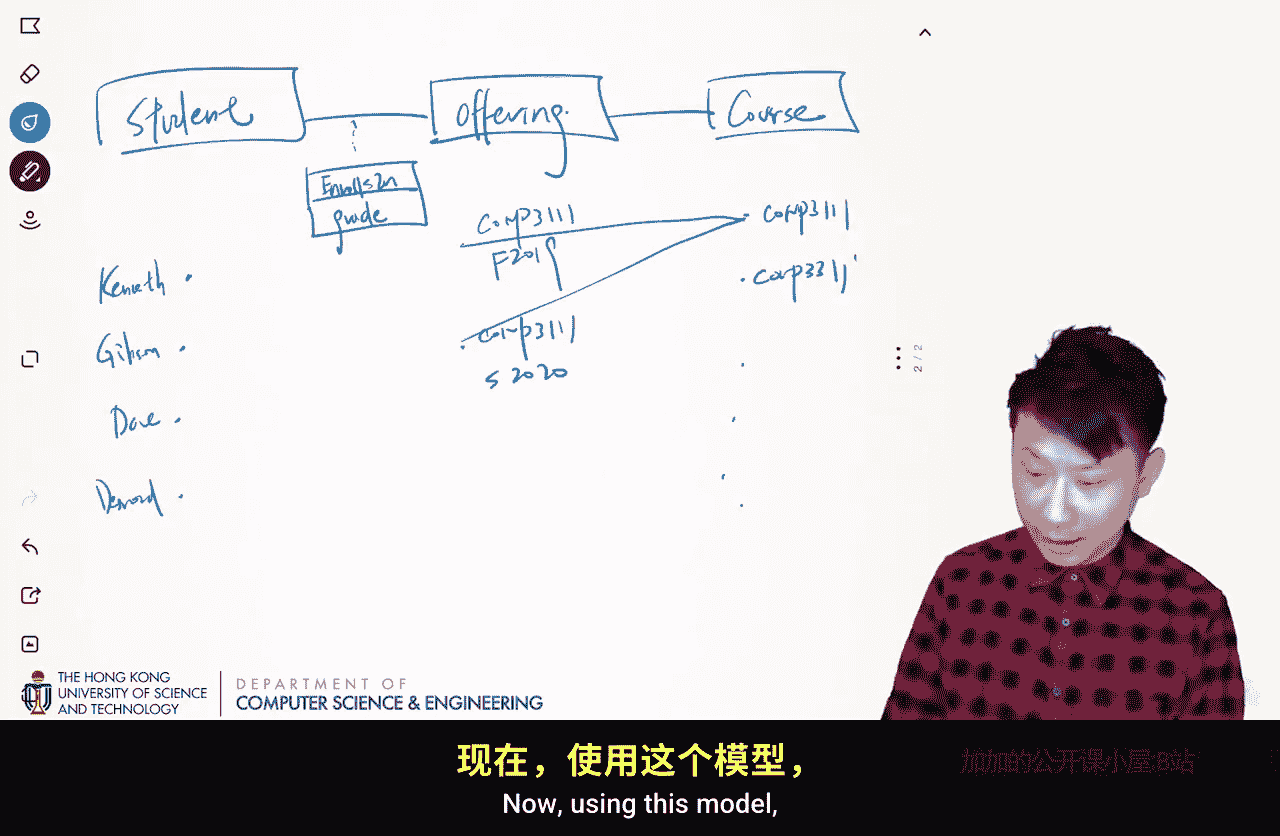 Student
Offering
Course
EnrollsIn
grade
COMP3111
F2019
COMP3111
S2020
COMP3111
COMP3311
Kenneth
Gibson
Dave
Desmond
2 / 2
THE HONG KONG
UNIVERSITY OF SCIENCE
AND TECHNOLOGY
DEPARTMENT OF
COMPUTER SCIENCE & ENGINEERING
现在，使用这个模型，
Now, using this model,
加加的公开课小屋:B站